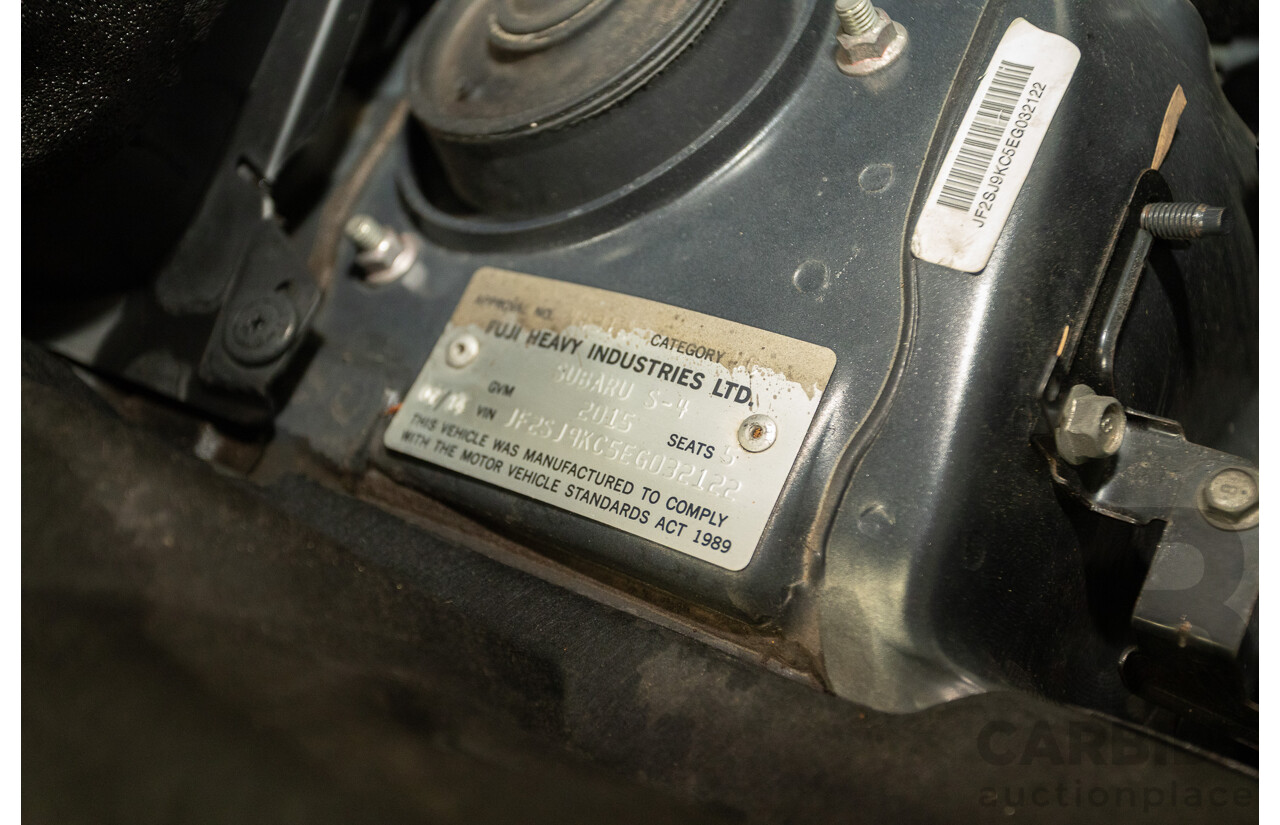 JF2SJ9KC5EG032122
APPROVAL NO.
CATEGORY
FUJI HEAVY INDUSTRIES LTD.
SUBARU S-4
GVM 2015 SEATS 5
VIN JF2SJ9KC5EG032122
THIS VEHICLE WAS MANUFACTURED TO COMPLY
WITH THE MOTOR VEHICLE STANDARDS ACT 1989
auctionplace